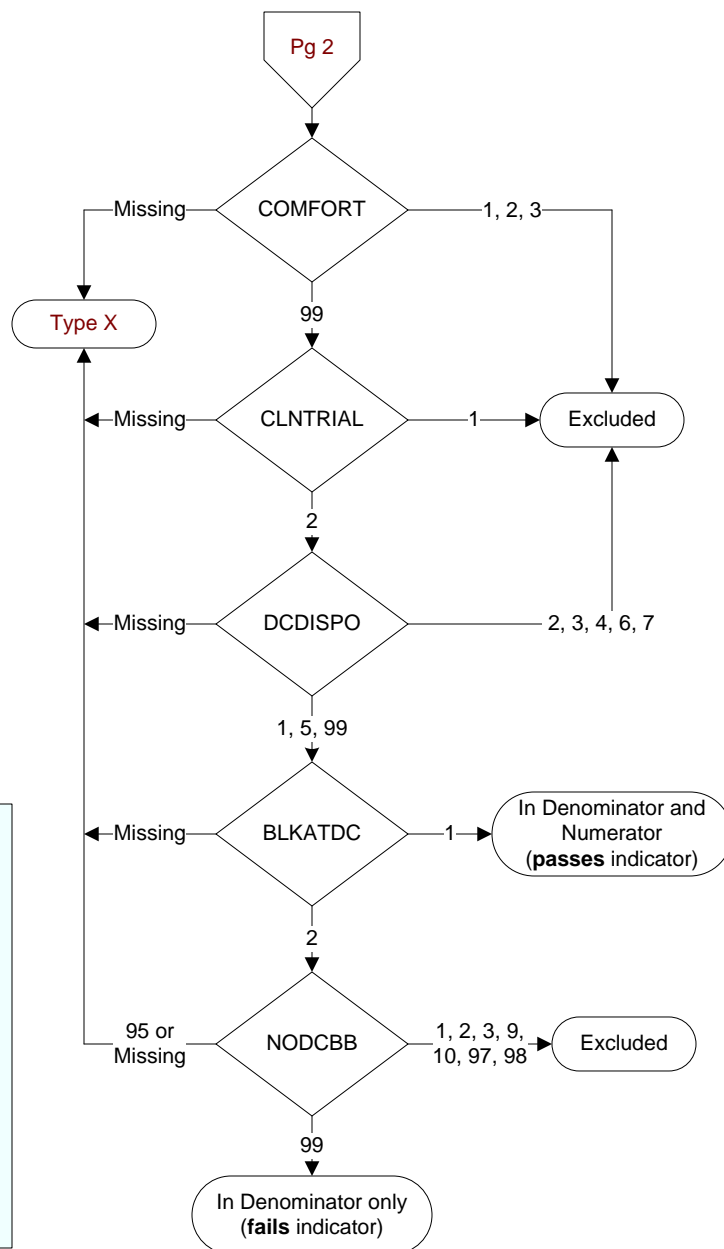 Pg 2
COMFORT
Missing
1, 2, 3
99
Type X
CLNTRIAL
Missing
1
Excluded
2
DCDISPO
Missing
2, 3, 4, 6, 7
1, 5, 99
BLKATDC
Missing
1
In Denominator and
Numerator
(passes indicator)
2
NODCBB
95 or
Missing
1, 2, 3, 9,
10, 97, 98
Excluded
99
In Denominator only
(fails indicator)